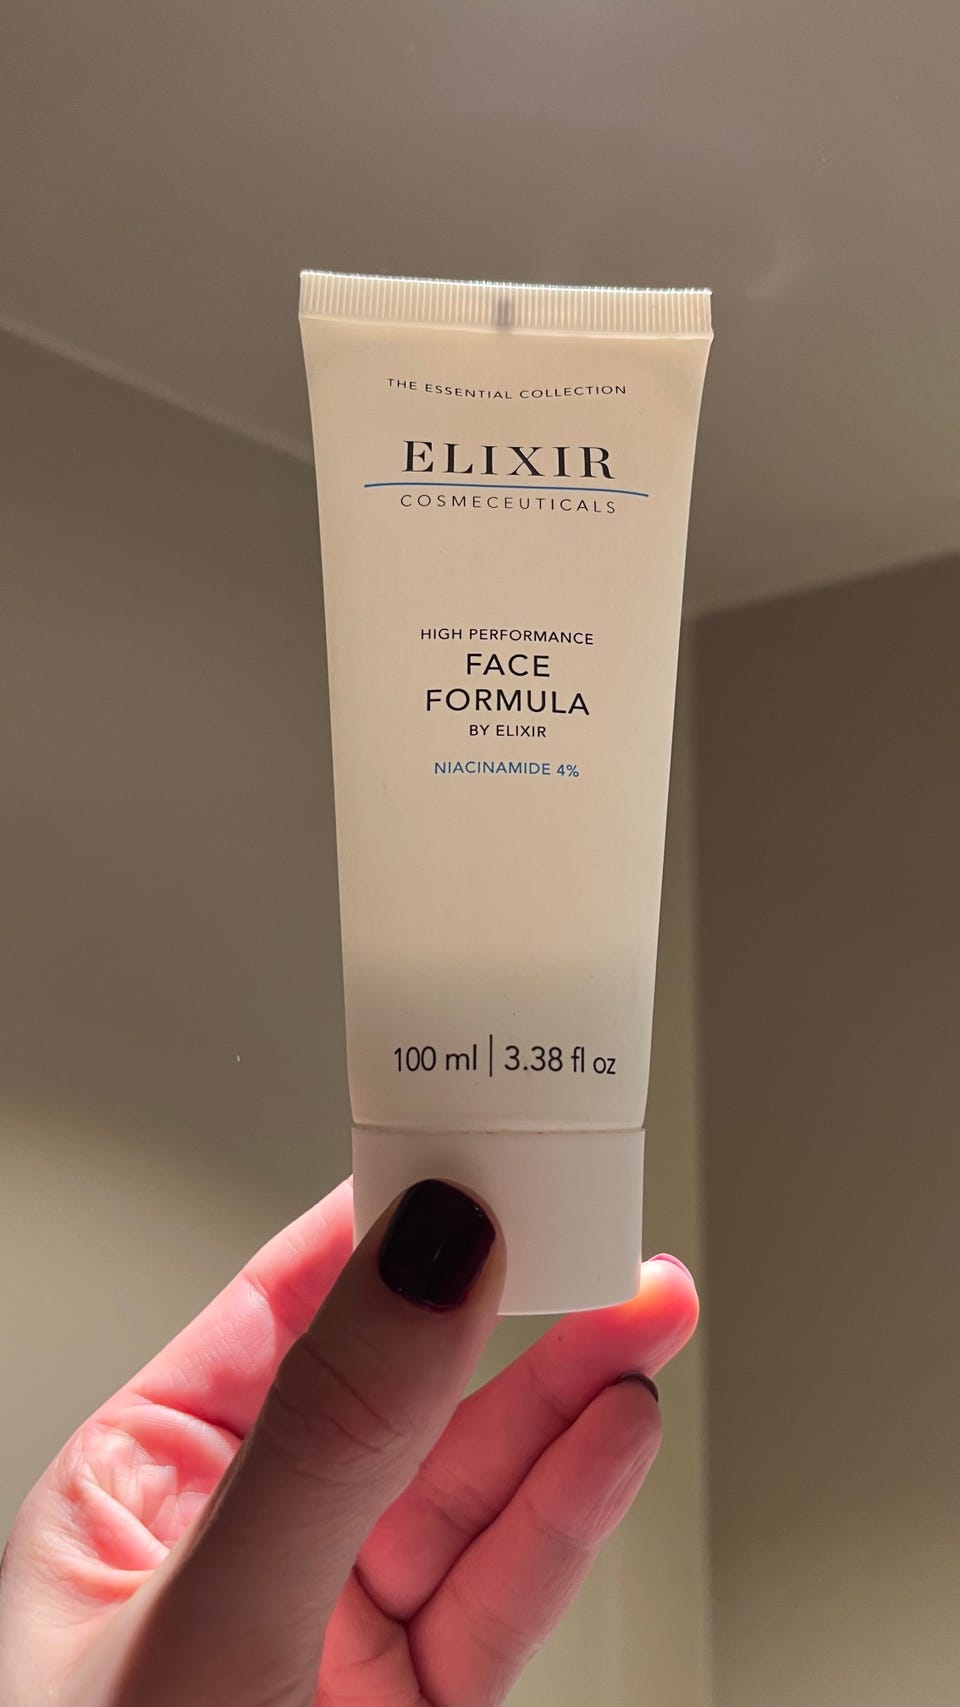 THE ESSENTIAL COLLECTION
ELIXIR
COSMECEUTICALS
HIGH PERFORMANCE
FACE
FORMULA
BY ELIXIR
NIACINAMIDE 4%
100 ml | 3.38 fl oz